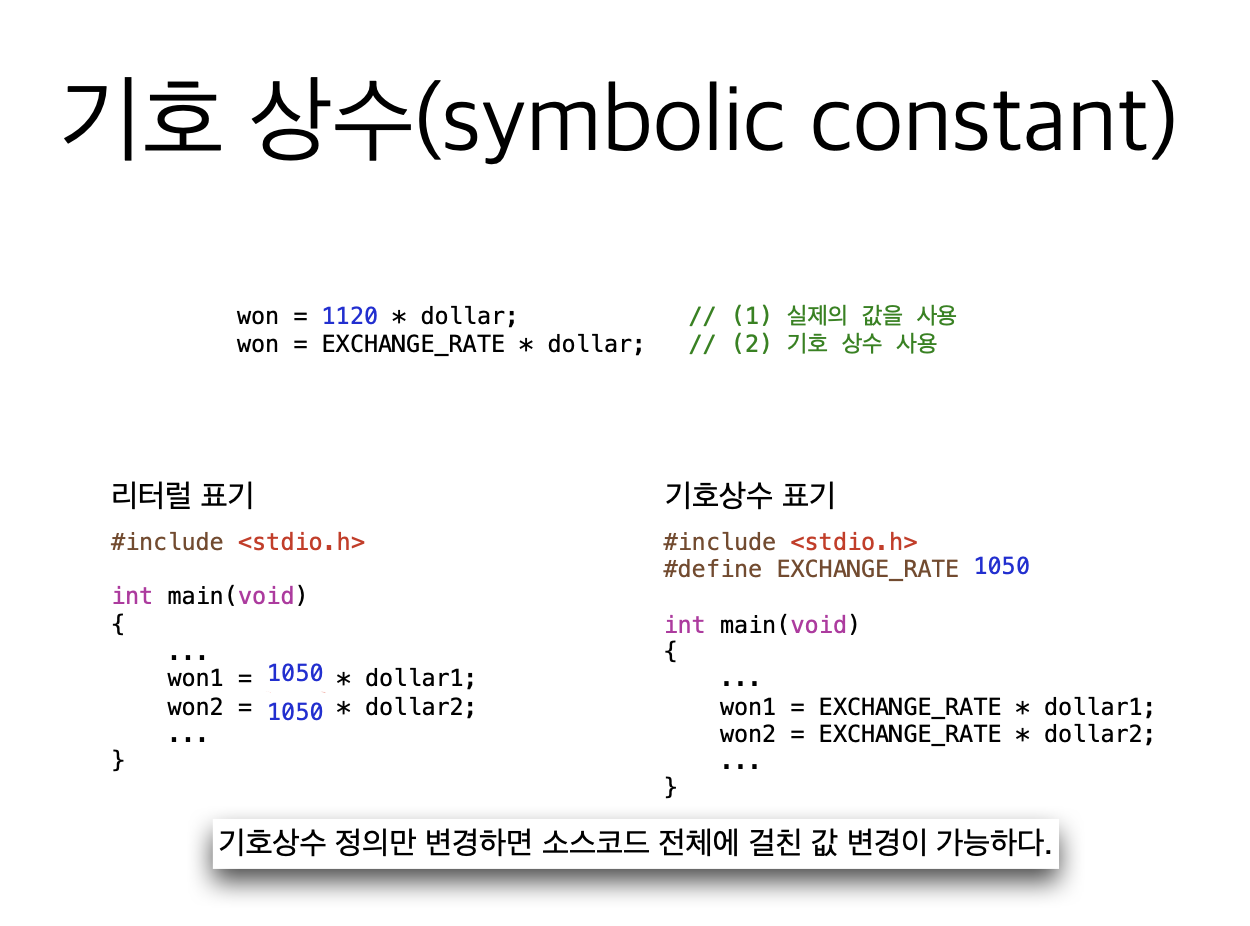 기호 상수(symbolic constant)
won = 1120 * dollar; // (1) 실제의 값을 사용
won = EXCHANGE_RATE * dollar; // (2) 기호 상수 사용
리터럴 표기
#include <stdio.h>
int main(void)
{
...
won1 = 1050 * dollar1;
won2 = 1050 * dollar2;
...
}
기호상수 표기
#include <stdio.h>
#define EXCHANGE_RATE 1050
int main(void)
{
...
won1 = EXCHANGE_RATE * dollar1;
won2 = EXCHANGE_RATE * dollar2;
...
}
기호상수 정의만 변경하면 소스코드 전체에 걸친 값 변경이 가능하다.